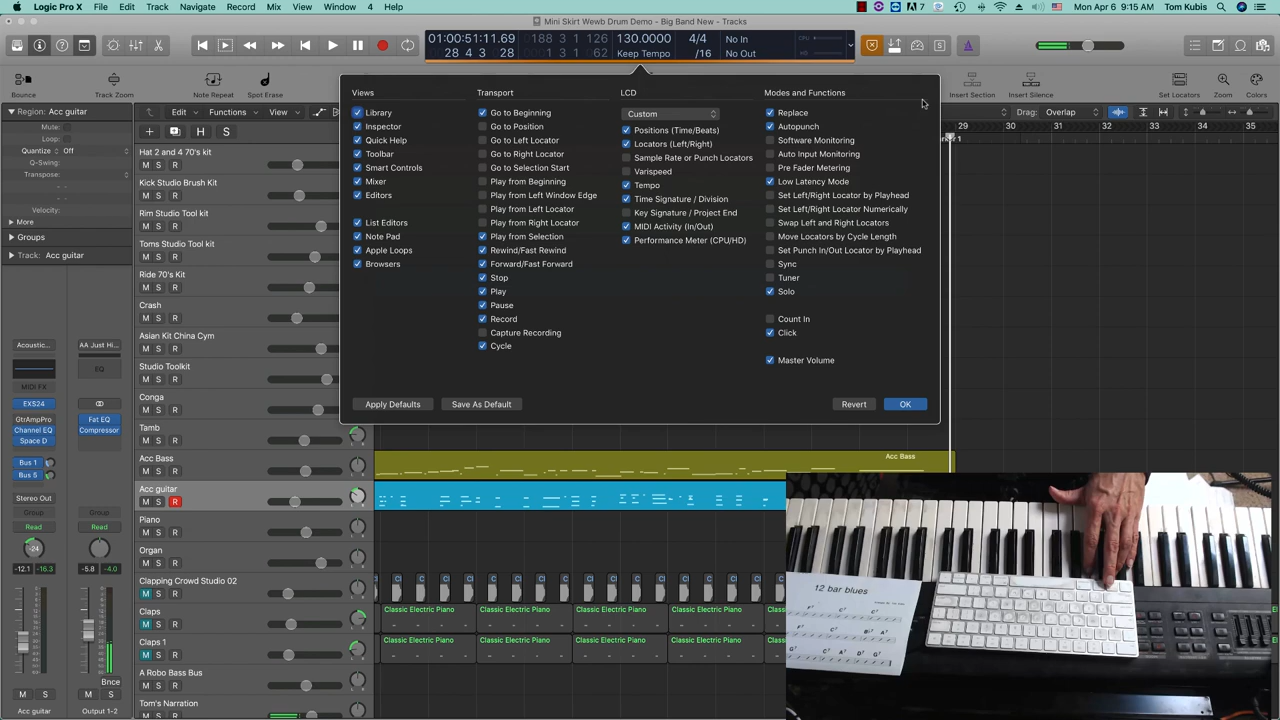 Logic Pro X File Edit Track Navigate Record Mix View Window 4 Help
7 Mon Apr 6 9:15 AM Tom Kubis
Mini Skirt Wewb Drum Demo - Big Band New - Tracks
01:00:51:11.69 188 3 1 130.0000 4/4 No In CPU
28 4 3 28 63 3 1 Keep Tempo /16 No Out HD
Bounce Track Zoom Note Repeat Spot Erase Insert Section Insert Silence Set Locators Zoom Colors
Region: Acc guitar Edit Functions View Drag: Overlap
Mute:
Loop:
Quantize Off
Q-Swing:
Transpose:
Velocity:
More
Groups
Track: Acc guitar
H S
29 30 31 32 33 34 35
Views
Library
Inspector
Quick Help
Toolbar
Smart Controls
Mixer
Editors
List Editors
Note Pad
Apple Loops
Browsers
Transport
Go to Beginning
Go to Position
Go to Left Locator
Go to Right Locator
Go to Selection Start
Play from Beginning
Play from Left Window Edge
Play from Left Locator
Play from Right Locator
Play from Selection
Rewind/Fast Rewind
Forward/Fast Forward
Stop
Play
Pause
Record
Capture Recording
Cycle
LCD
Custom
Positions (Time/Beats)
Locators (Left/Right)
Sample Rate or Punch Locators
Varispeed
Tempo
Time Signature / Division
Key Signature / Project End
MIDI Activity (In/Out)
Performance Meter (CPU/HD)
Modes and Functions
Replace
Autopunch
Software Monitoring
Auto Input Monitoring
Pre Fader Metering
Low Latency Mode
Set Left/Right Locator by Playhead
Set Left/Right Locator Numerically
Swap Left and Right Locators
Move Locators by Cycle Length
Set Punch In/Out Locator by Playhead
Sync
Tuner
Solo
Count In
Click
Master Volume
Apply Defaults Save As Default Revert OK
Hat 2 and 4 70's kit
M S R
Kick Studio Brush Kit
M S R
Rim Studio Tool kit
M S R
Toms Studio Tool Kit
M S R
Ride 70's Kit
M S R
Crash
M S R
Asian Kit China Cym
M S R
Studio Toolkit
M S R
Conga
M S R
Tamb
M S R
Acc Bass
M S R
Acc guitar
M S R
Piano
M S R
Organ
M S R
Clapping Crowd Studio 02
M S R
Claps
M S R
Claps 1
M S R
A Robo Bass Bus
M S R
Tom's Narration
Acc Bass
Classic Electric Piano Classic Electric Piano Classic Electric Piano Classic Electric Piano
Classic Electric Piano Classic Electric Piano Classic Electric Piano Classic Electric Piano
Acoustic... AA Just Hi...
EQ
MIDI FX
EXS24
GtrAmpPro Fat EQ
Channel EQ Compressor
Space D
Bus 1
Bus 5
Stereo Out
Group Group
Read Read
-24
-12.1 -16.3 -5.8 -4.0
R I Bnce
M S M S
Acc guitar Output 1-2
12 bar blues